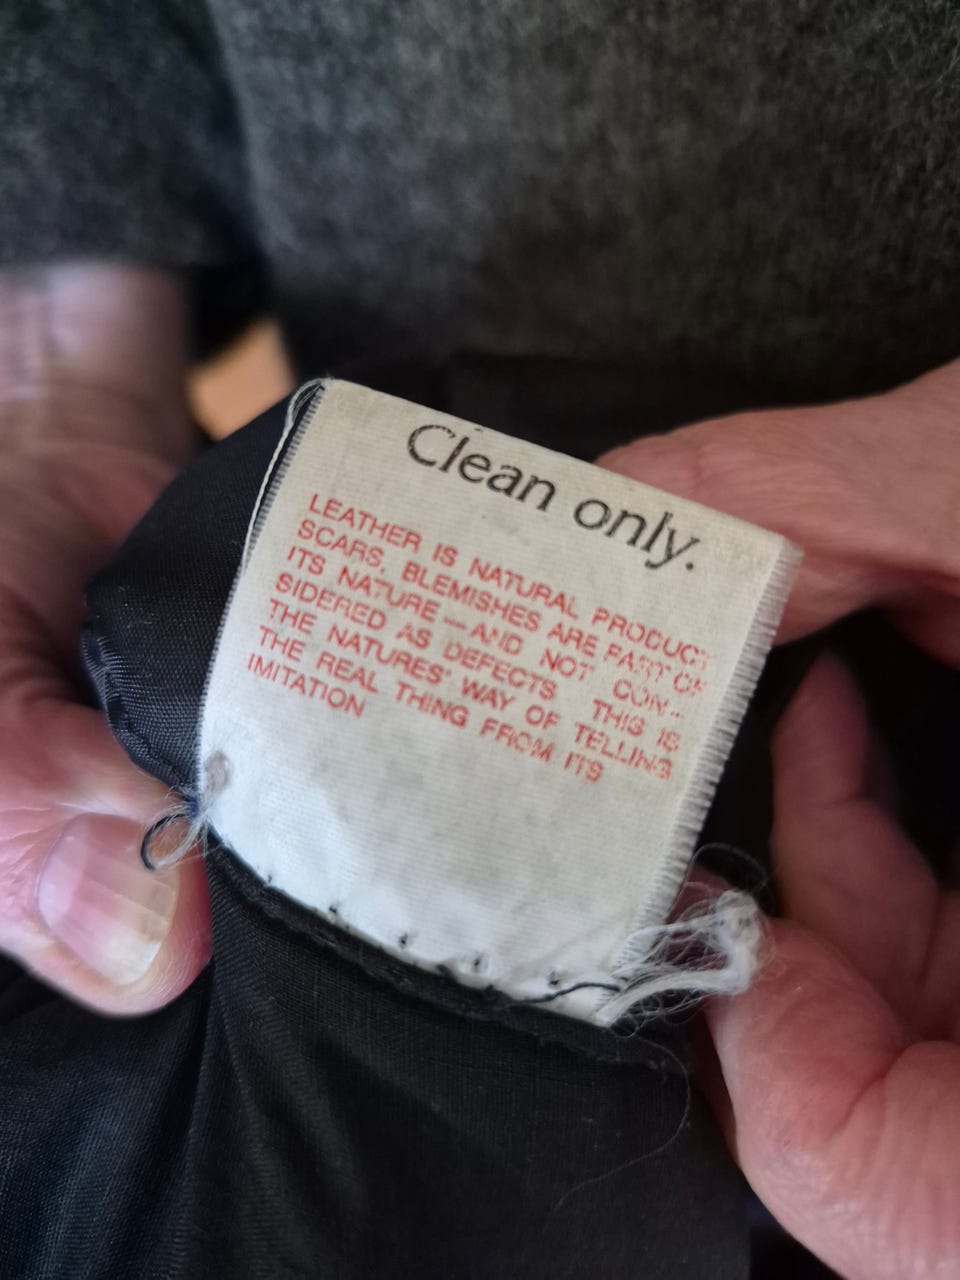 Clean only.
LEATHER IS NATURAL PRODUCT
SCARS, BLEMISHES ARE PART OF
ITS NATURE — AND NOT CON-
SIDERED AS DEFECTS THIS IS
THE NATURES' WAY OF TELLING
THE REAL THING FROM ITS
IMITATION